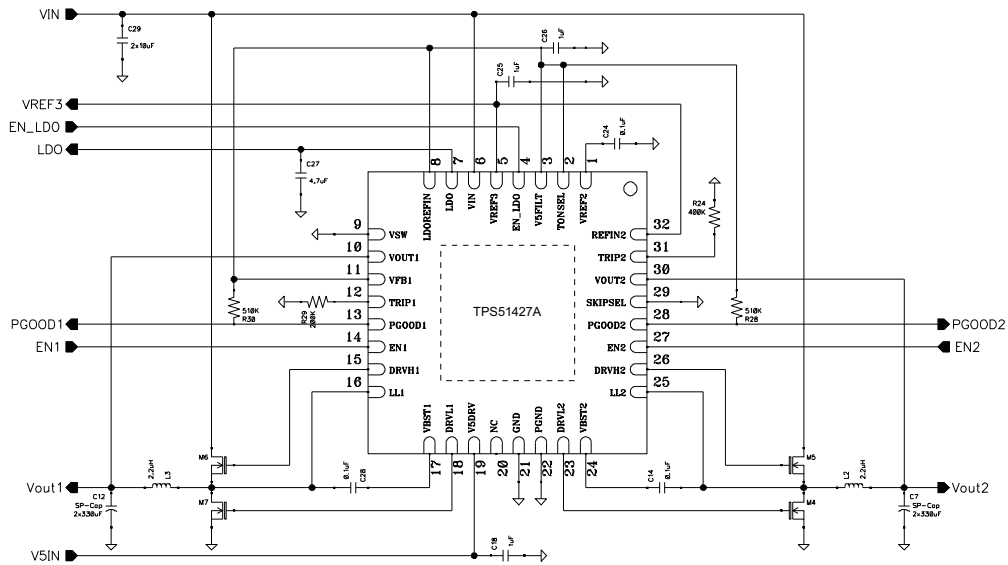 VIN
C29
2x10uF
C26
1uF
C25
1uF
VREF3
EN_LDO
LDO
C27
4.7uF
C24
0.1uF
8
7
6
5
4
3
2
1
LDOREFIN
LDO
VIN
VREF3
EN_LDO
V5FILT
TONSEL
VREF2
R24
400K
9
VSW
10
VOUT1
11
VFB1
12
TRIP1
13
PGOOD1
14
EN1
15
DRVH1
16
LL1
REFIN2
32
TRIP2
31
VOUT2
30
SKIPSEL
29
PGOOD2
28
EN2
27
DRVH2
26
LL2
25
TPS51427A
510K
R30
R29
200K
510K
R28
PGOOD1
EN1
PGOOD2
EN2
VBST1
DRVL1
V5DRV
NC
GND
PGND
DRVL2
VBST2
17
18
19
20
21
22
23
24
M6
M5
2.2uH
L3
0.1uF
C28
C14
0.1uF
2.2uH
L2
Vout1
C12
SP-Cap
2x330uF
M7
M4
C7
SP-Cap
2x330uF
Vout2
V5IN
C18
1uF